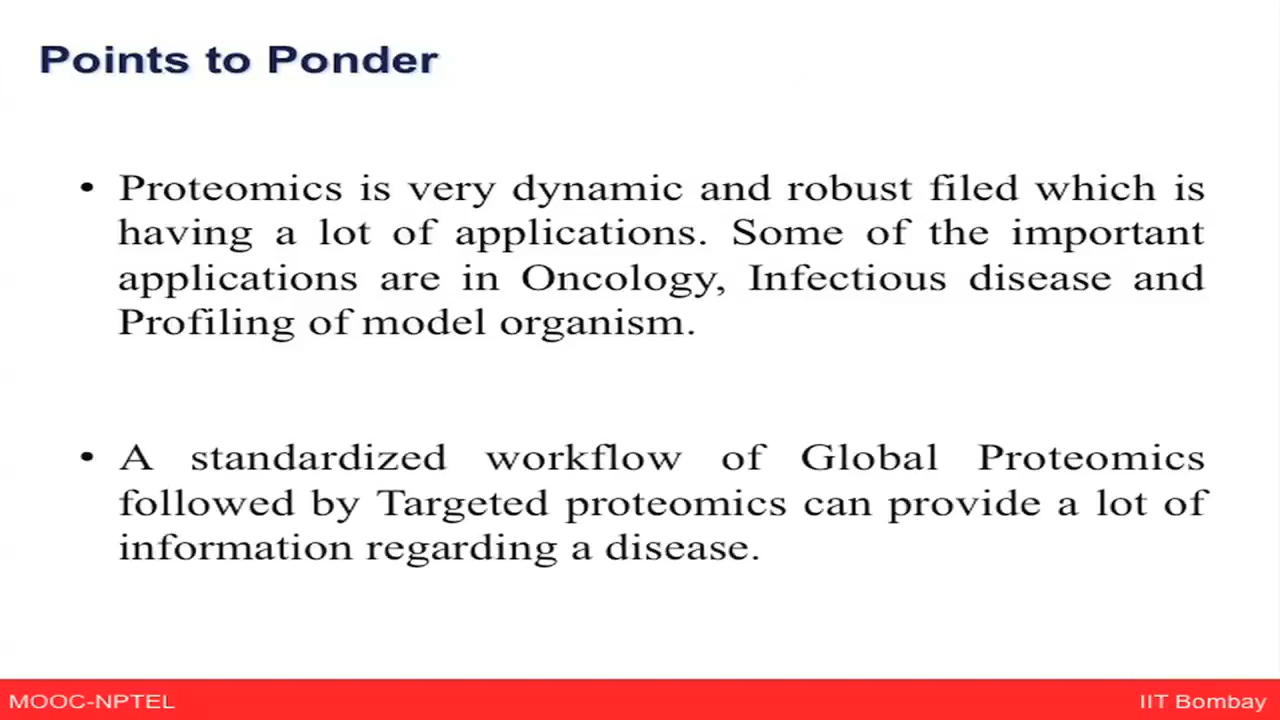 Points to Ponder
• Proteomics is very dynamic and robust filed which is
having a lot of applications. Some of the important
applications are in Oncology, Infectious disease and
Profiling of model organism.
• A standardized workflow of Global Proteomics
followed by Targeted proteomics can provide a lot of
information regarding a disease.
MOOC-NPTEL
IIT Bombay